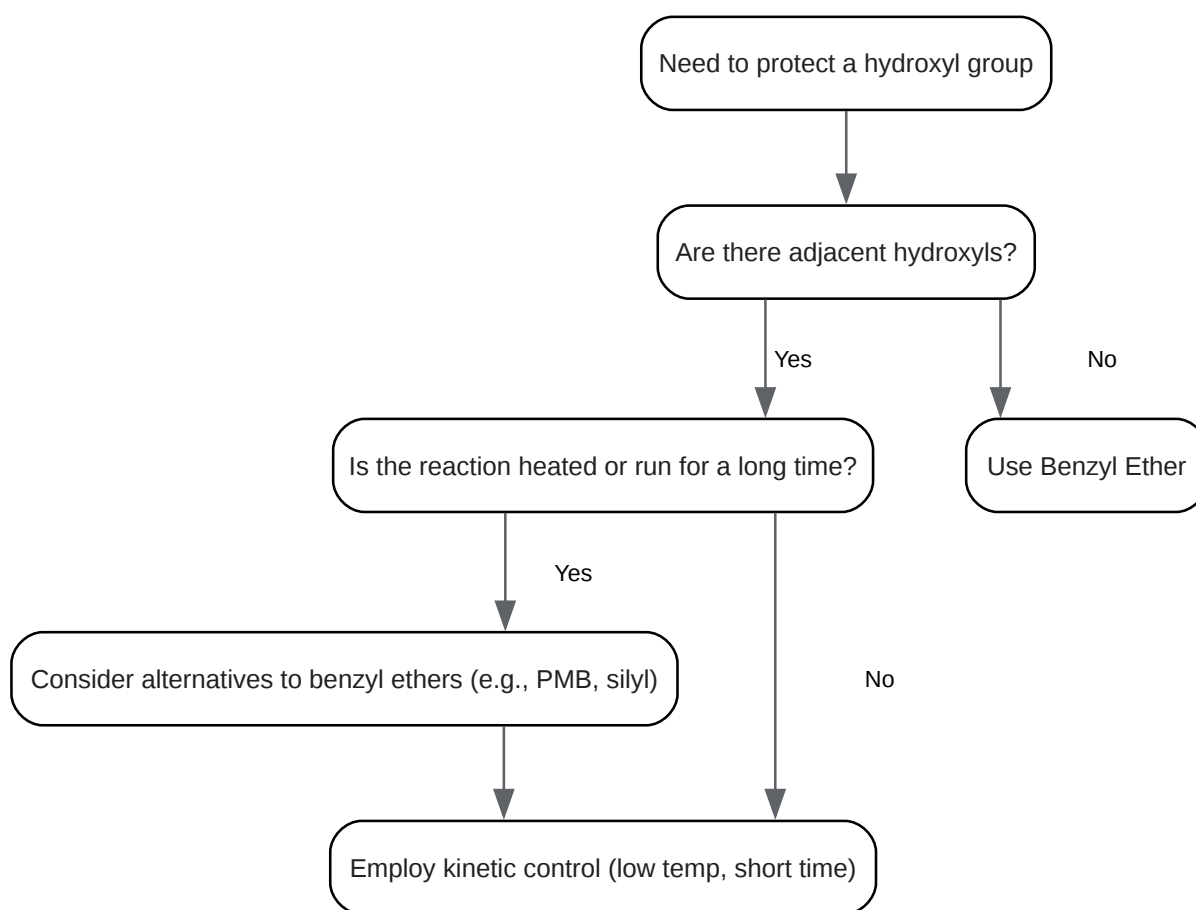 Need to protect a hydroxyl group
Are there adjacent hydroxyls?
Yes
No
Is the reaction heated or run for a long time?
Use Benzyl Ether
Yes
Consider alternatives to benzyl ethers (e.g., PMB, silyl)
No
Employ kinetic control (low temp, short time)